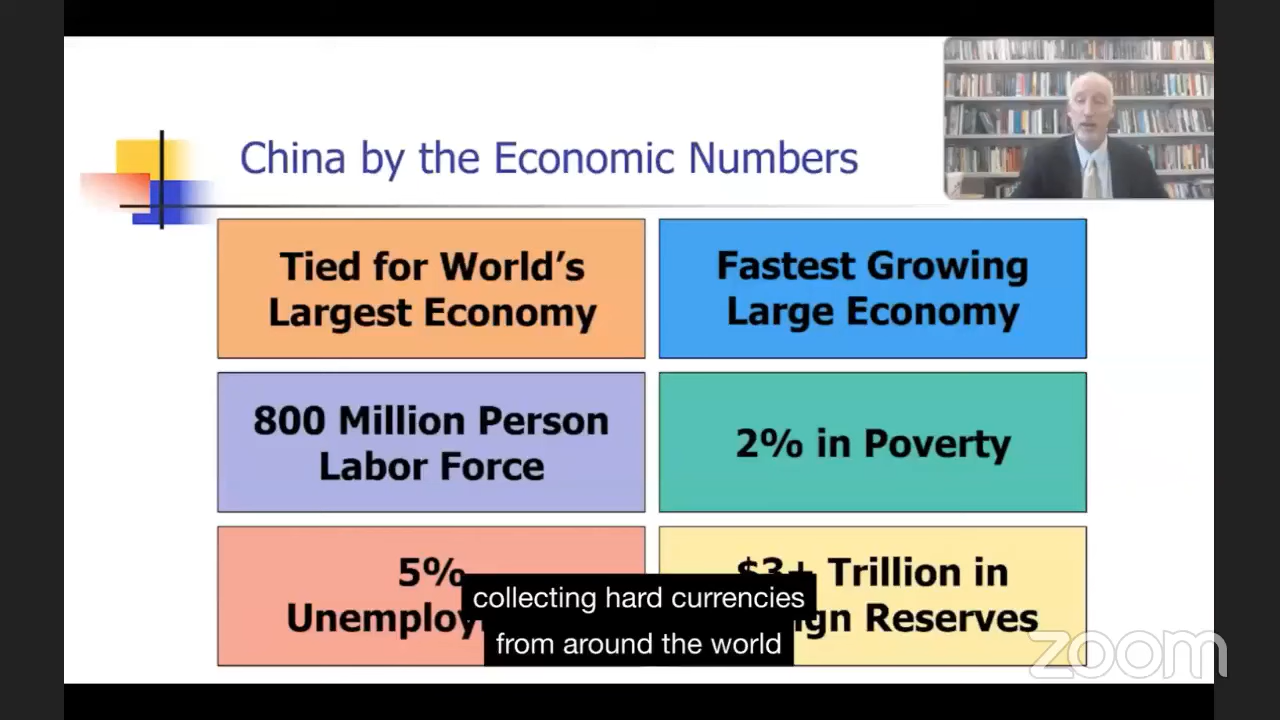 China by the Economic Numbers
Tied for World's
Largest Economy
Fastest Growing
Large Economy
800 Million Person
Labor Force
2% in Poverty
5%
Trillion in
Reserves
collecting hard currencies
from around the world
zoom